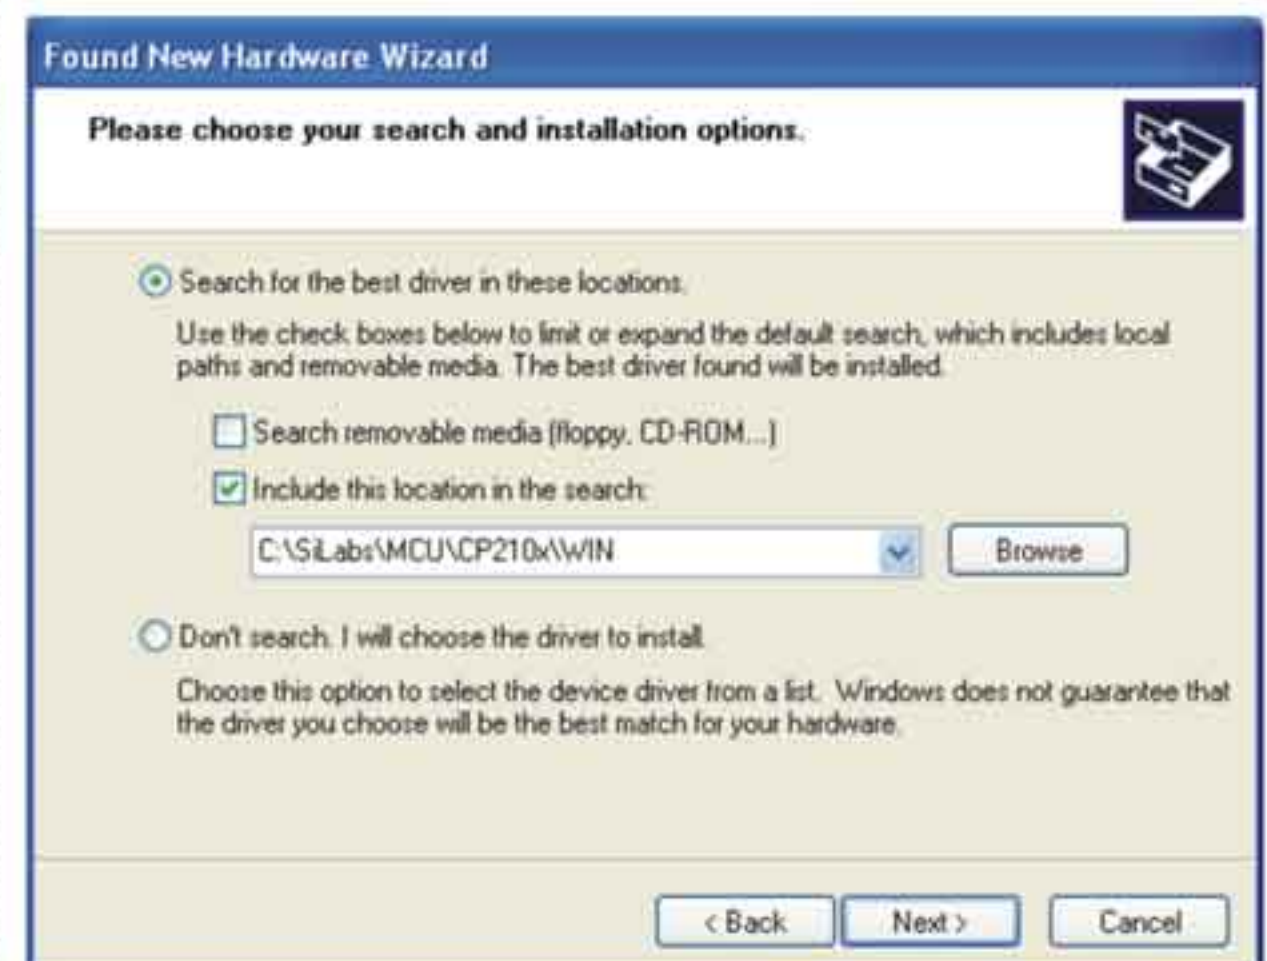 Found New Hardware Wizard
Please choose your search and installation options.
Search for the best driver in these locations.
Use the check boxes below to limit or expand the default search, which includes local
paths and removable media. The best driver found will be installed.
Search removable media (floppy, CD-ROM...)
Include this location in the search:
C:\SiLabs\MCU\CP210x\WIN
Browse
Don't search. I will choose the driver to install.
Choose this option to select the device driver from a list. Windows does not guarantee that
the driver you choose will be the best match for your hardware.
< Back Next > Cancel